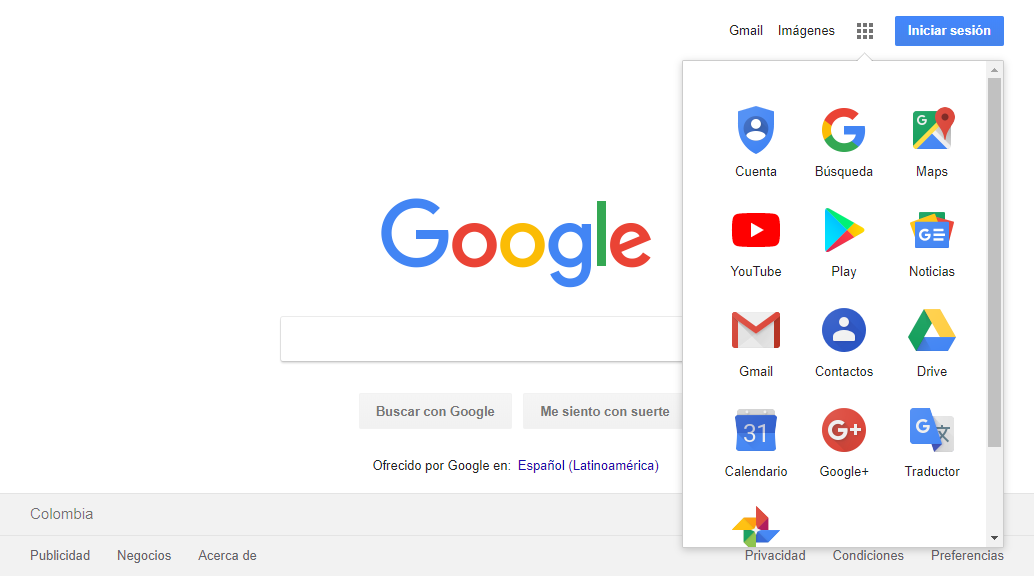 Gmail Imágenes Iniciar sesión
Cuenta Búsqueda Maps
YouTube Play Noticias
Gmail Contactos Drive
31
Calendario Google+ Traductor
Google
Buscar con Google Me siento con suerte
Ofrecido por Google en: Español (Latinoamérica)
Colombia
Publicidad Negocios Acerca de Privacidad Condiciones Preferencias